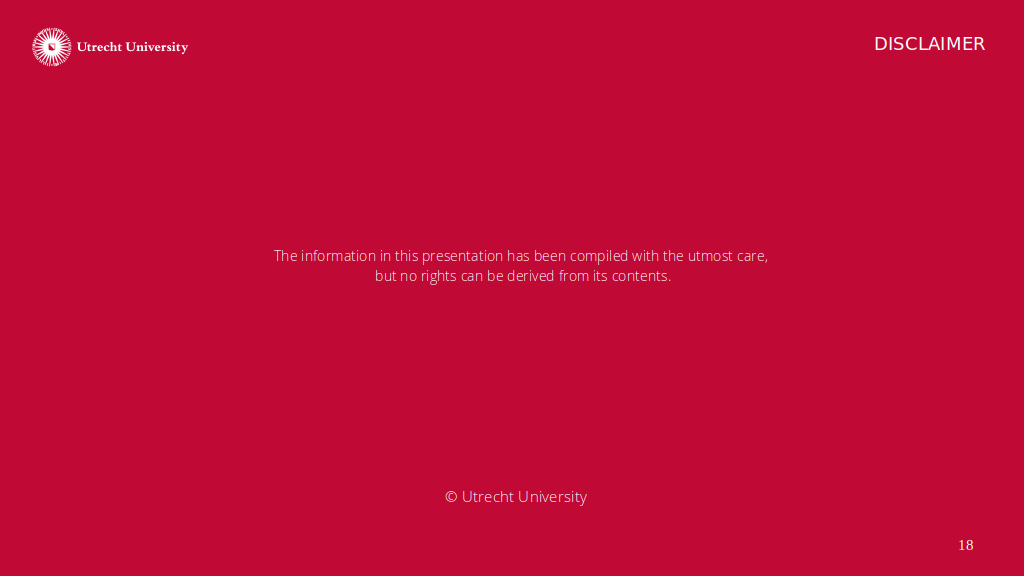 Utrecht University
DISCLAIMER
The information in this presentation has been compiled with the utmost care,
but no rights can be derived from its contents.
© Utrecht University
18